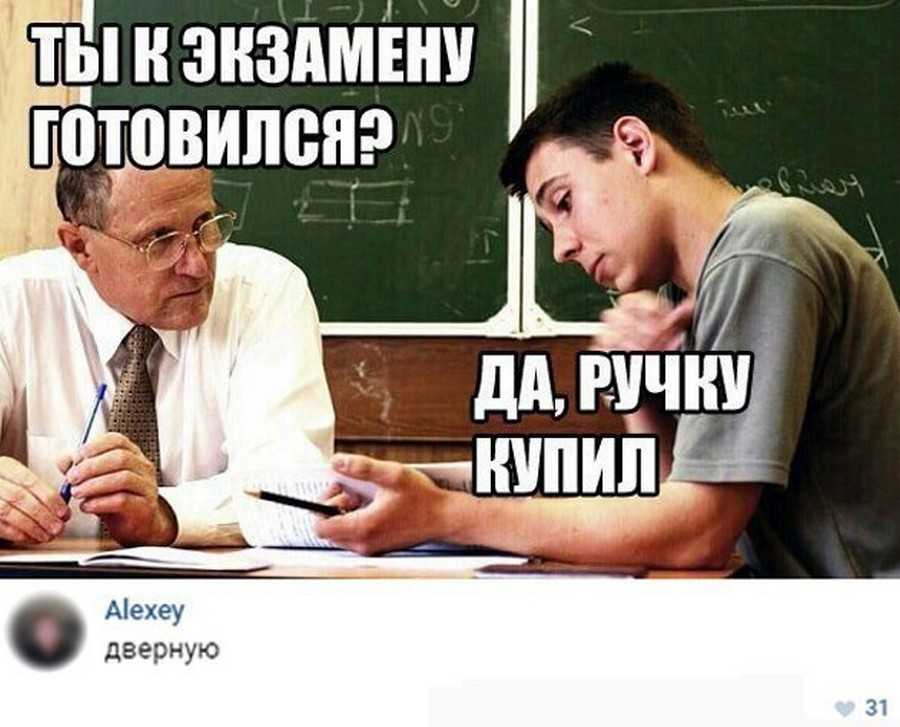 ТЫ К ЭКЗАМЕНУ
ГОТОВИЛСЯ?
ДА, РУЧКУ
КУПИЛ
Alexey
дверную
31